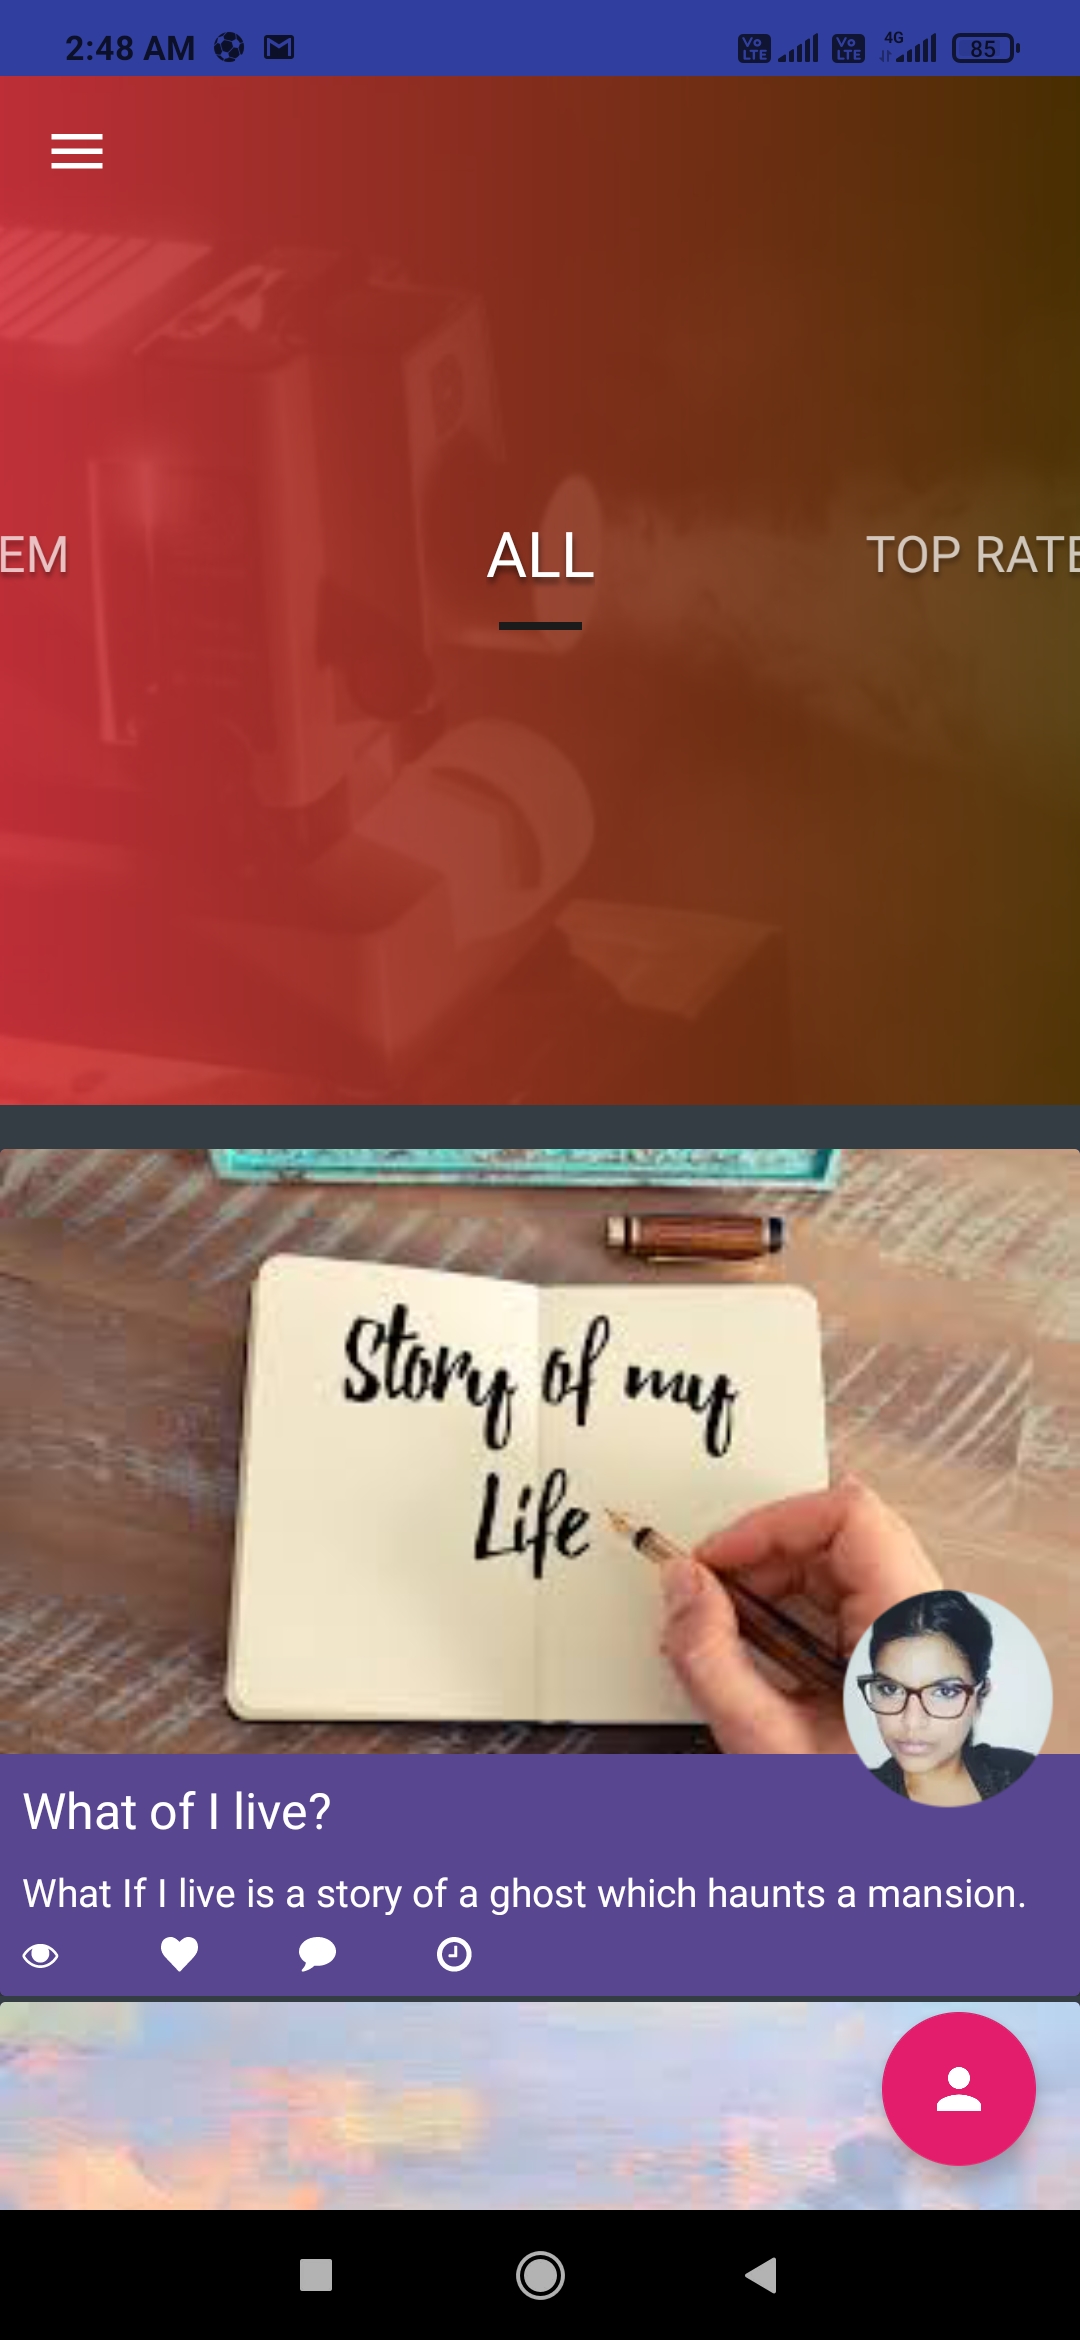 2:48 AM
Vo LTE
Vo LTE
4G
85
EM
ALL
TOP RATE
Story of my
Life
What of I live?
What If I live is a story of a ghost which haunts a mansion.